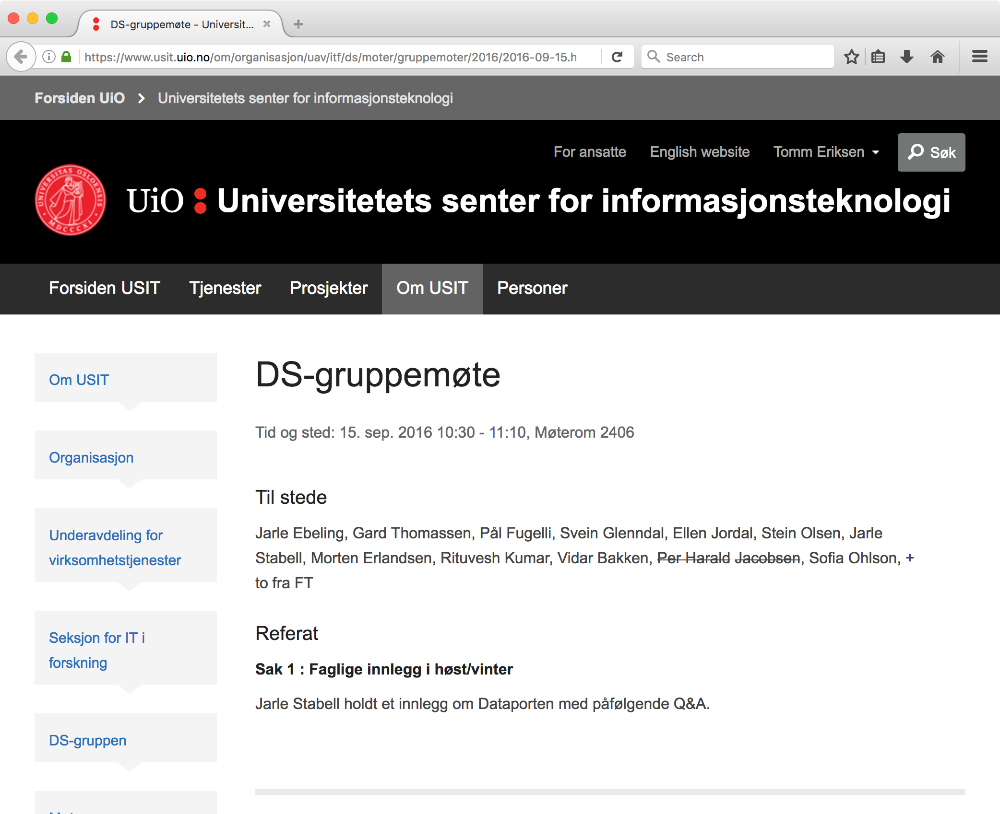 DS-gruppemøte - Universit...
https://www.usit.uio.no/om/organisasjon/uav/itf/ds/moter/gruppemoter/2016/2016-09-15.h
Search
Forsiden UiO
Universitetets senter for informasjonsteknologi
For ansatte
English website
Tomm Eriksen
Søk
UNIVERSITAS OSLOENSIS
MDCCCXI
UiO : Universitetets senter for informasjonsteknologi
Forsiden USIT
Tjenester
Prosjekter
Om USIT
Personer
Om USIT
Organisasjon
Underavdeling for
virksomhetstjenester
Seksjon for IT i
forskning
DS-gruppen
DS-gruppemøte
Tid og sted: 15. sep. 2016 10:30 - 11:10, Møterom 2406
Til stede
Jarle Ebeling, Gard Thomassen, Pål Fugelli, Svein Glenndal, Ellen Jordal, Stein Olsen, Jarle
Stabell, Morten Erlandsen, Rituvesh Kumar, Vidar Bakken, Per Harald Jacobsen, Sofia Ohlson, +
to fra FT
Referat
Sak 1 : Faglige innlegg i høst/vinter
Jarle Stabell holdt et innlegg om Dataporten med påfølgende Q&A.